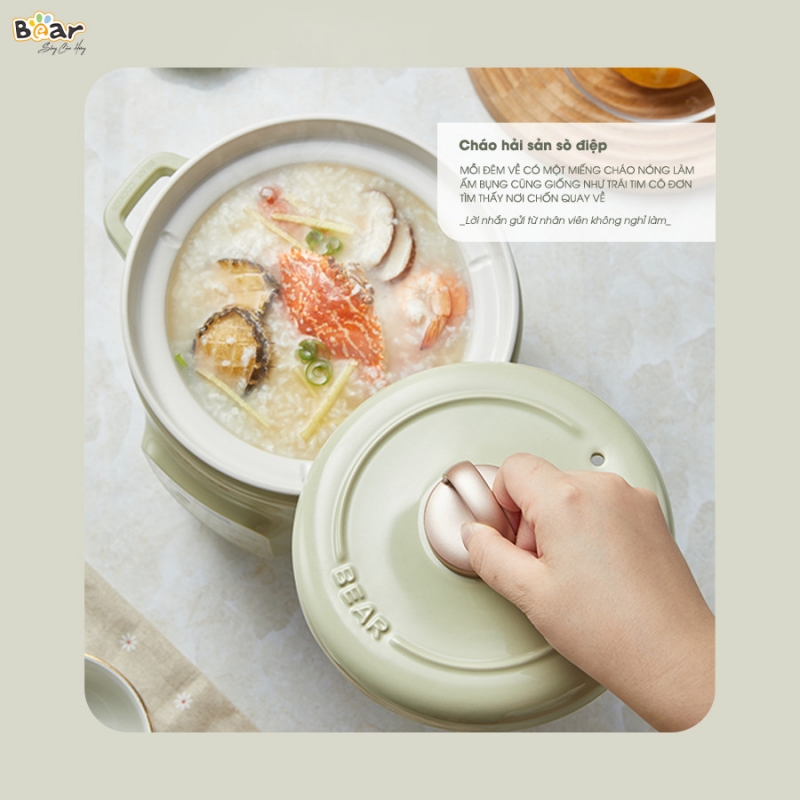 Bear
Sống Cân Hứng
Cháo hải sản sò điệp
MỖI ĐÊM VỀ CÓ MỘT MIẾNG CHÁO NÓNG LÀM
ẤM BỤNG CŨNG GIỐNG NHƯ TRÁI TIM CÔ ĐƠN
TÌM THẤY NƠI CHỐN QUAY VỀ
_Lời nhắn gửi từ nhân viên không nghỉ làm_
BEAR